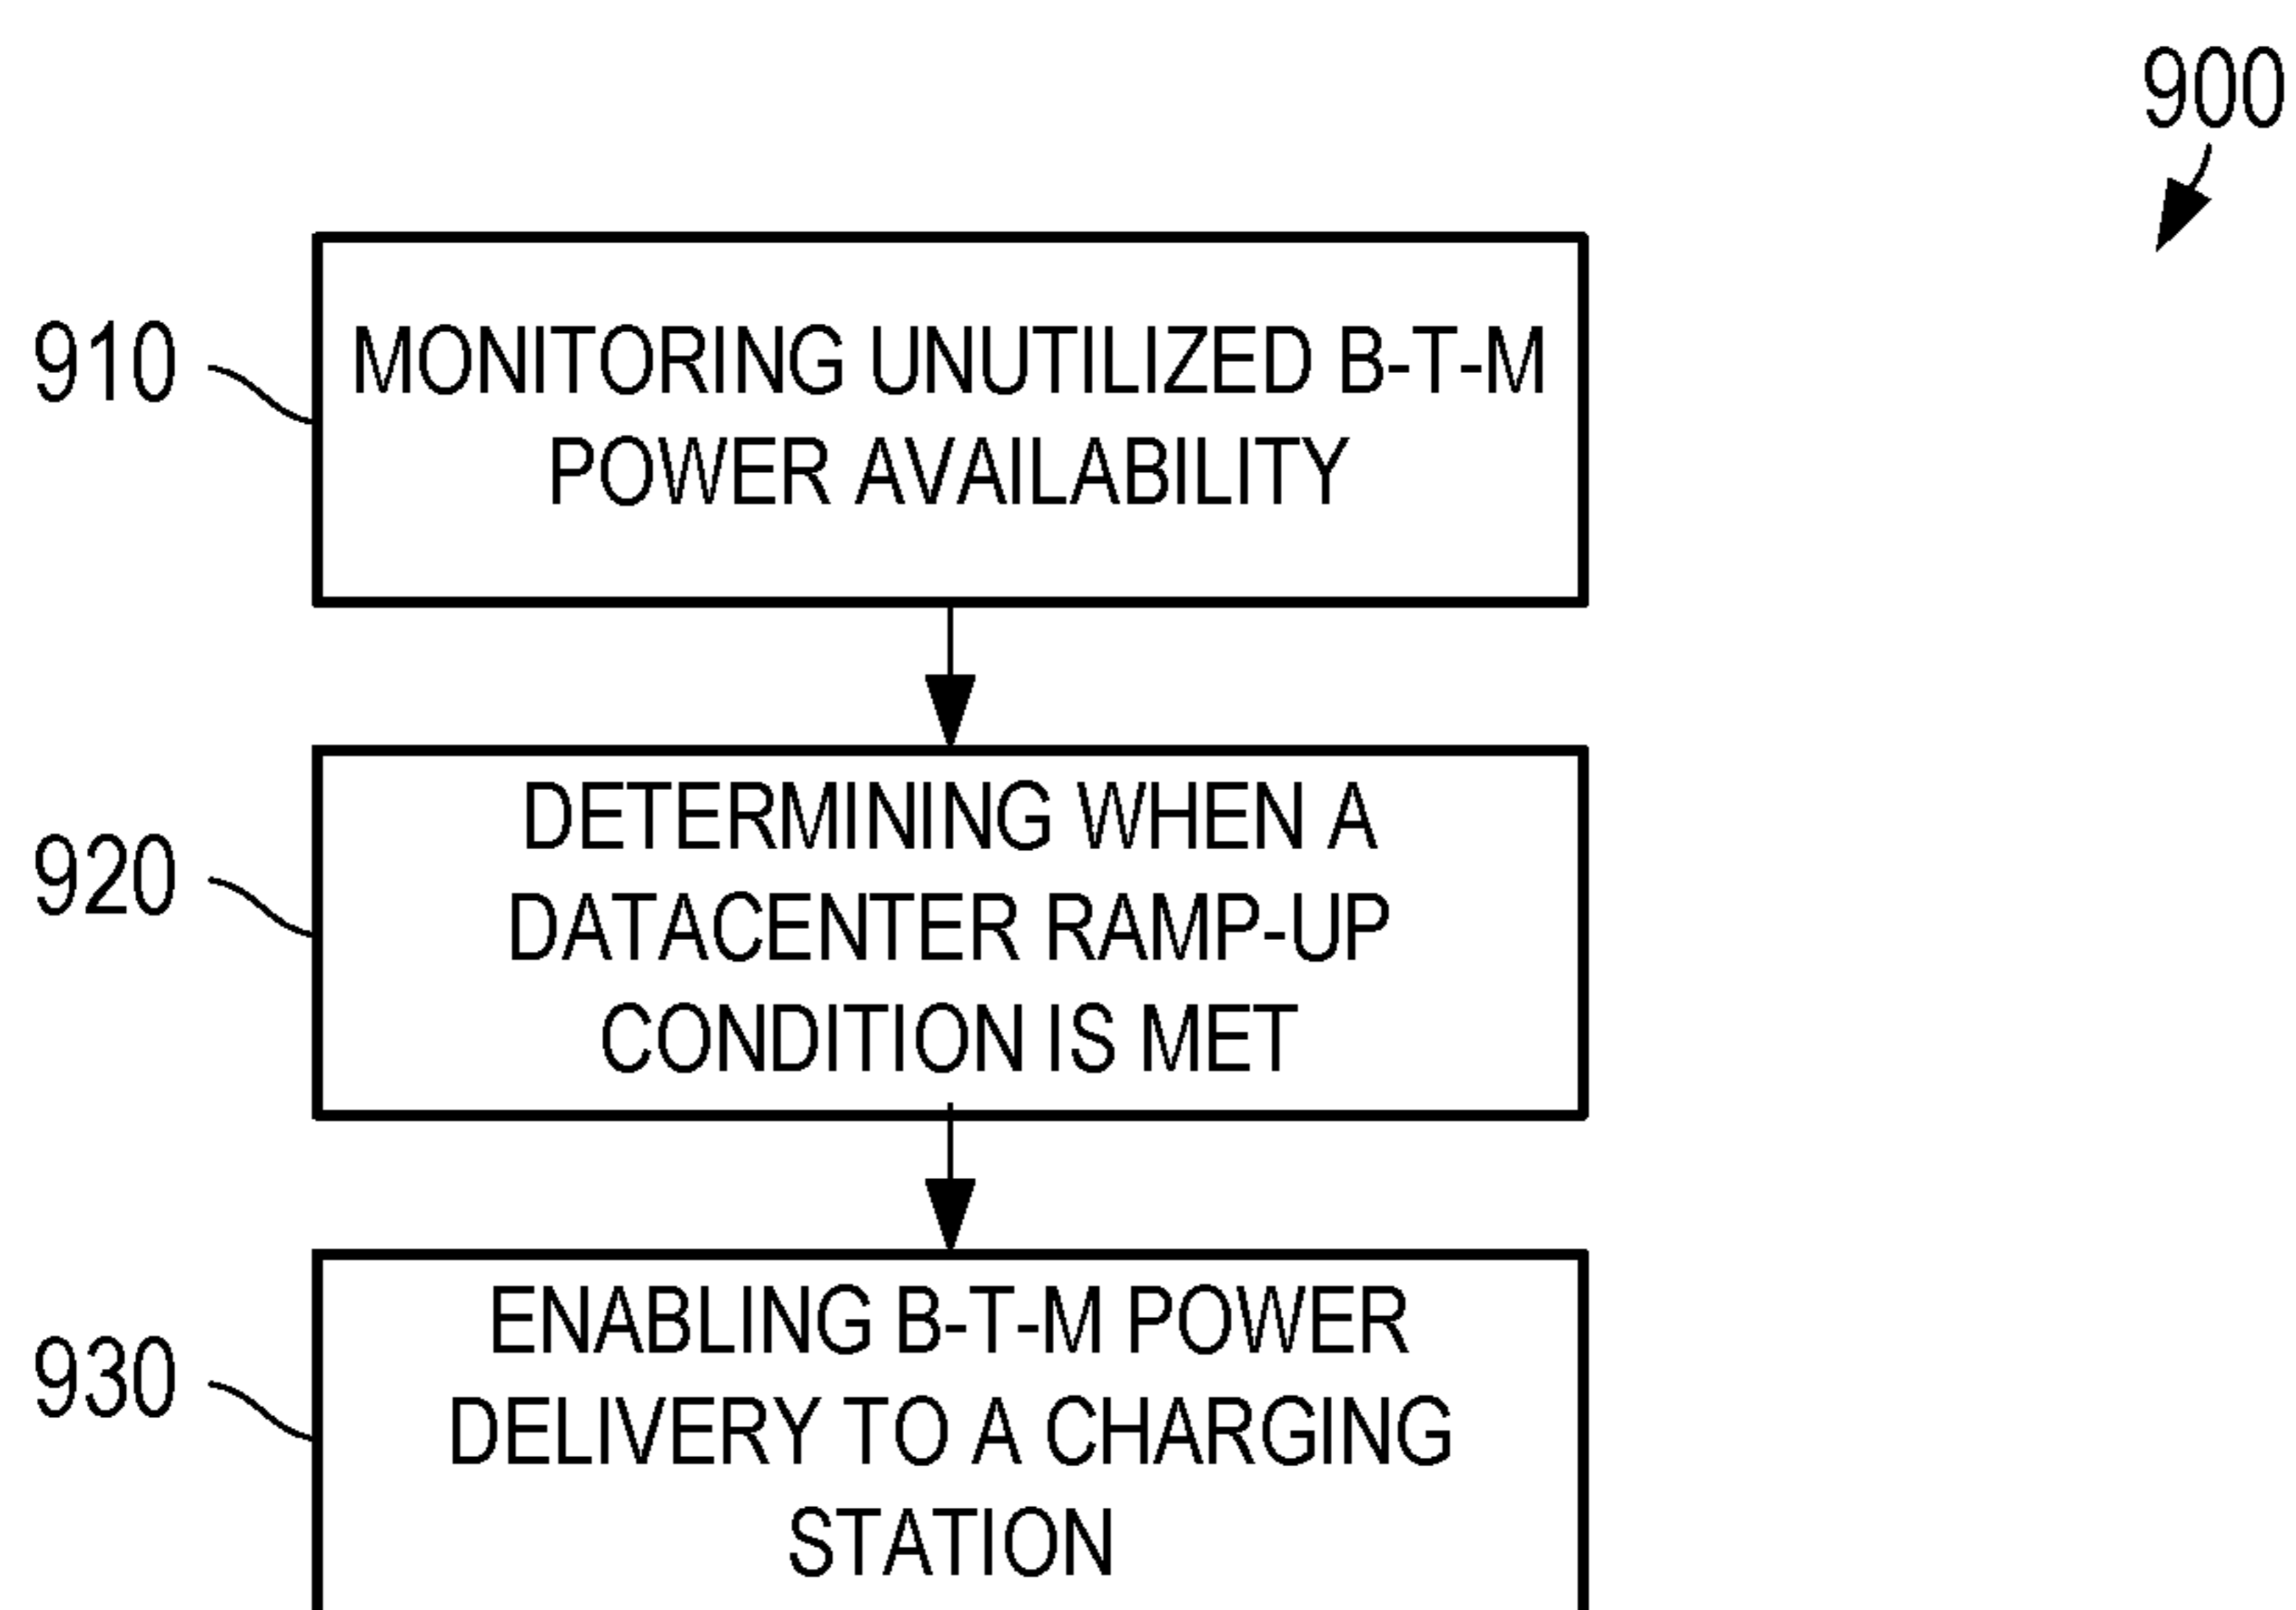 900
910
MONITORING UNUTILIZED B-T-M
POWER AVAILABILITY
920
DETERMINING WHEN A
DATACENTER RAMP-UP
CONDITION IS MET
930
ENABLING B-T-M POWER
DELIVERY TO A CHARGING
STATION